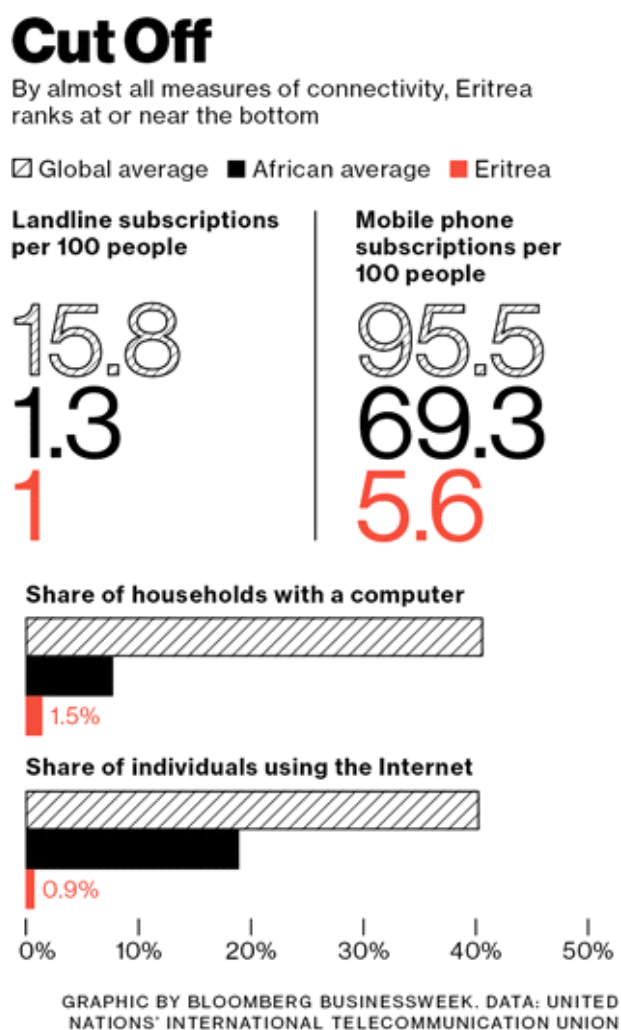 Cut Off
By almost all measures of connectivity, Eritrea
ranks at or near the bottom
Global average African average Eritrea
Landline subscriptions
per 100 people
15.8
1.3
1
Mobile phone
subscriptions per
100 people
95.5
69.3
5.6
Share of households with a computer
1.5%
Share of individuals using the Internet
0.9%
0% 10% 20% 30% 40% 50%
GRAPHIC BY BLOOMBERG BUSINESSWEEK. DATA: UNITED
NATIONS' INTERNATIONAL TELECOMMUNICATION UNION